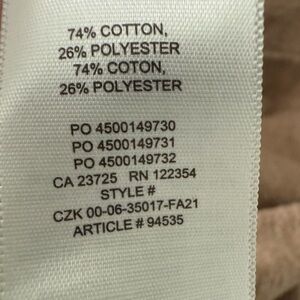 74% COTTON,
26% POLYESTER
74% COTON,
26% POLYESTER
PO 4500149730
PO 4500149731
PO 4500149732
CA 23725 RN 122354
STYLE #
CZK 00-06-35017-FA21
ARTICLE # 94535